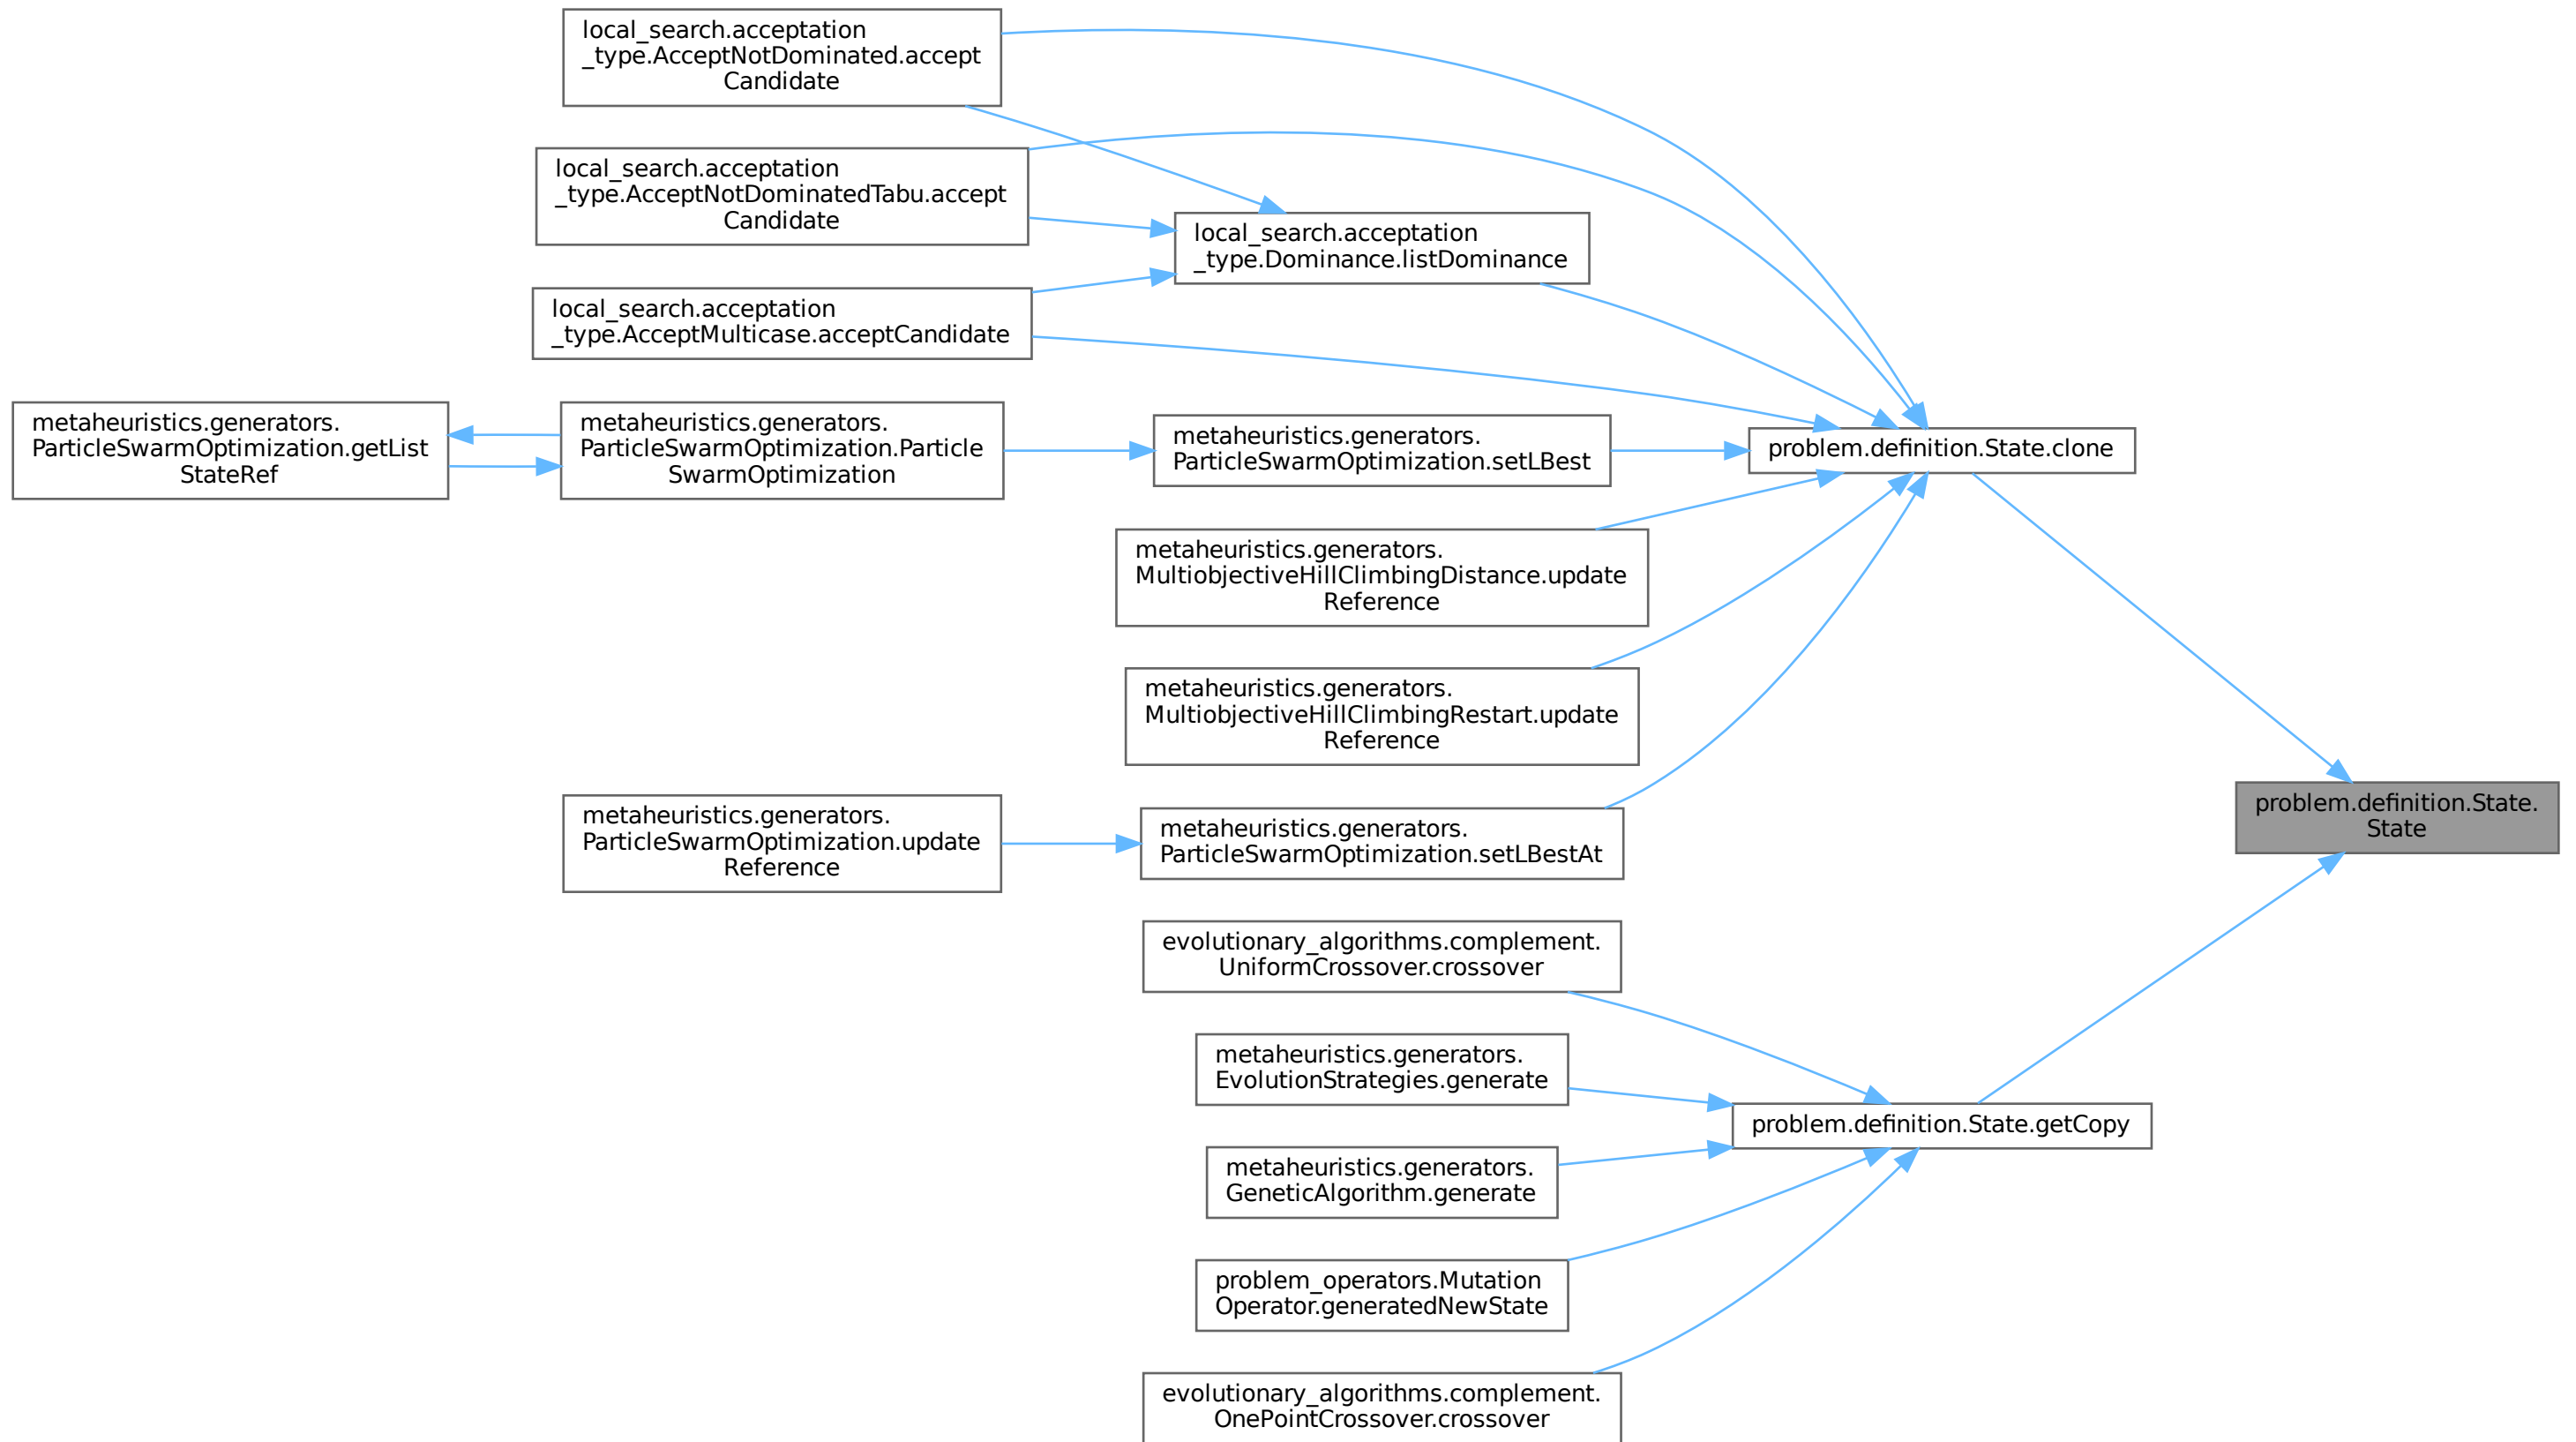 local_search.acceptation
_type.AcceptNotDominated.accept
Candidate
local_search.acceptation
_type.AcceptNotDominatedTabu.accept
Candidate
local_search.acceptation
_type.Dominance.listDominance
local_search.acceptation
_type.AcceptMulticase.acceptCandidate
metaheuristics.generators.
ParticleSwarmOptimization.getList
StateRef
metaheuristics.generators.
ParticleSwarmOptimization.Particle
SwarmOptimization
metaheuristics.generators.
ParticleSwarmOptimization.setLBest
problem.definition.State.clone
metaheuristics.generators.
MultiobjectiveHillClimbingDistance.update
Reference
metaheuristics.generators.
MultiobjectiveHillClimbingRestart.update
Reference
metaheuristics.generators.
ParticleSwarmOptimization.update
Reference
metaheuristics.generators.
ParticleSwarmOptimization.setLBestAt
problem.definition.State.
State
evolutionary_algorithms.complement.
UniformCrossover.crossover
metaheuristics.generators.
EvolutionStrategies.generate
problem.definition.State.getCopy
metaheuristics.generators.
GeneticAlgorithm.generate
problem_operators.Mutation
Operator.generatedNewState
evolutionary_algorithms.complement.
OnePointCrossover.crossover